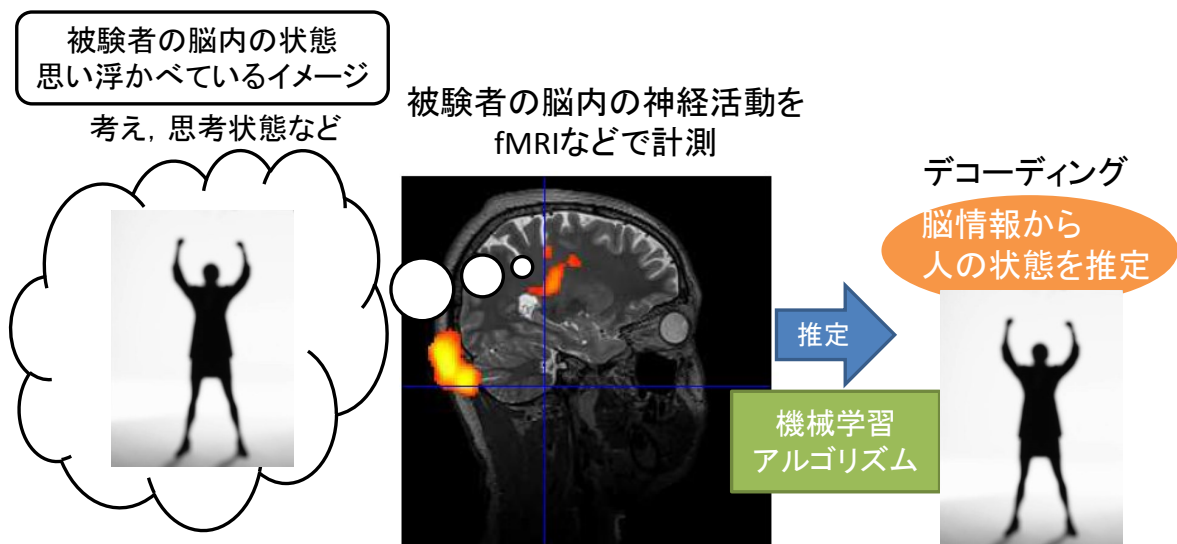 被験者の脳内の状態
思い浮かべているイメージ
考え，思考状態など
被験者の脳内の神経活動を
fMRIなどで計測
デコーディング
脳情報から
人の状態を推定
推定
機械学習
アルゴリズム